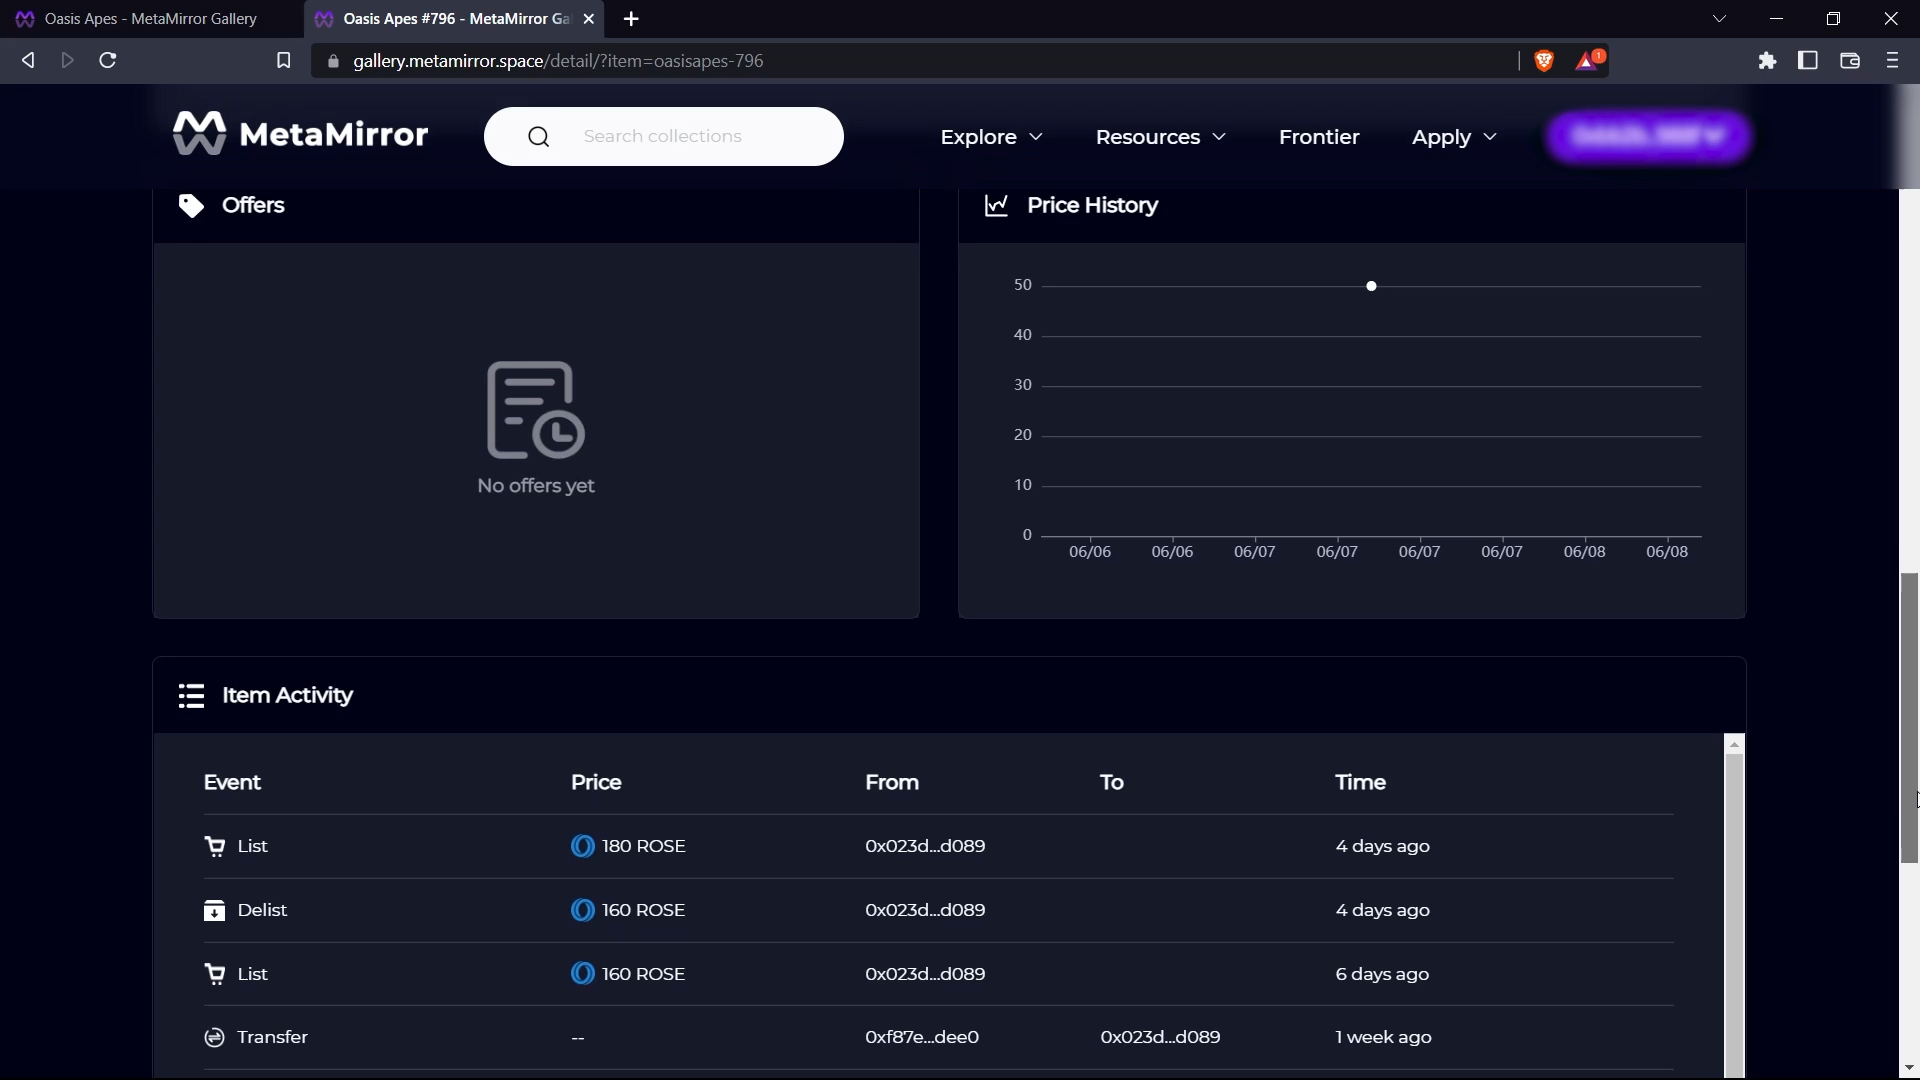 Oasis Apes - MetaMirror Gallery
Oasis Apes #796 - MetaMirror Ga
gallery.metamirror.space/detail/?item=oasisapes-796
1
MetaMirror
Search collections
Explore
Resources
Frontier
Apply
Offers
No offers yet
Price History
50
40
30
20
10
0
06/06 06/06 06/07 06/07 06/07 06/07 06/08 06/08
Item Activity
Event Price From To Time
List 180 ROSE 0x023d...d089 4 days ago
Delist 160 ROSE 0x023d...d089 4 days ago
List 160 ROSE 0x023d...d089 6 days ago
Transfer -- 0xf87e...dee0 0x023d...d089 1 week ago